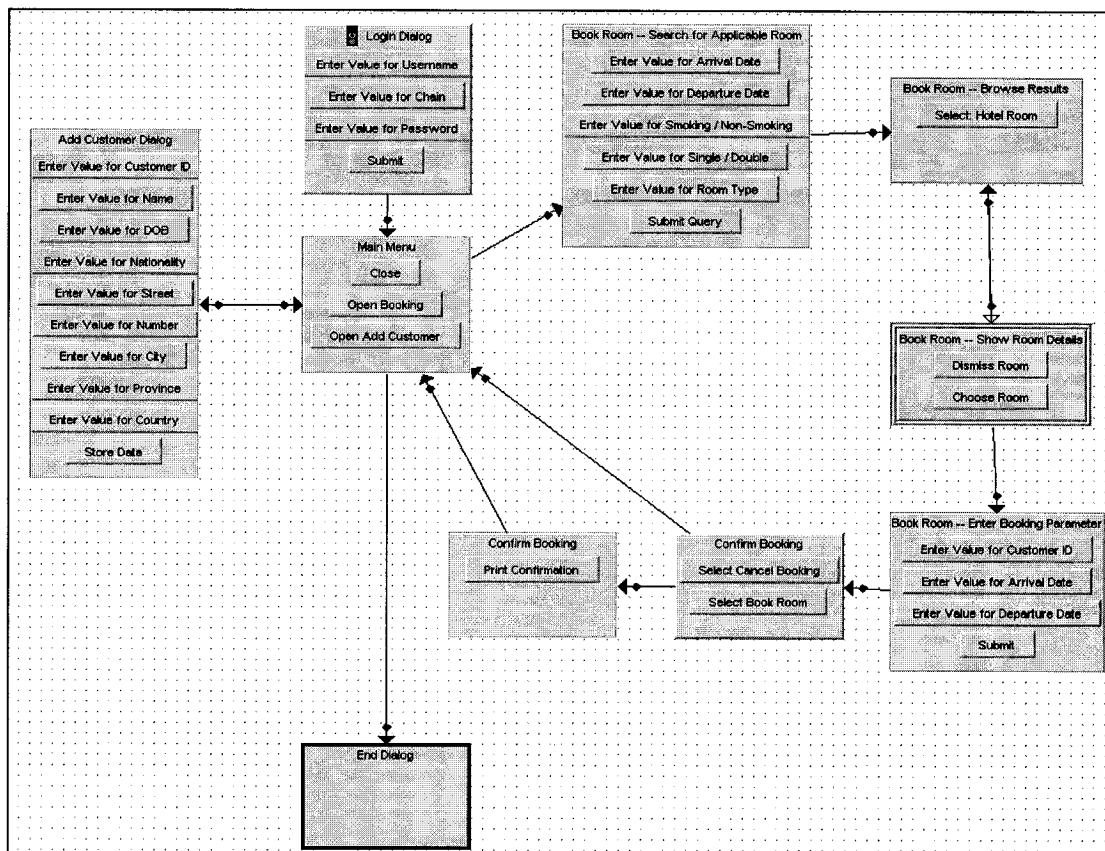 Login Dialog
Enter Value for Username
Enter Value for Chain
Enter Value for Password
Submit
Book Room -- Search for Applicable Room
Enter Value for Arrival Date
Enter Value for Departure Date
Enter Value for Smoking / Non-Smoking
Enter Value for Single / Double
Enter Value for Room Type
Submit Query
Book Room -- Browse Results
Select: Hotel Room
Add Customer Dialog
Enter Value for Customer ID
Enter Value for Name
Enter Value for DOB
Enter Value for Nationality
Enter Value for Street
Enter Value for Number
Enter Value for City
Enter Value for Province
Enter Value for Country
Store Data
Main Menu
Close
Open Booking
Open Add Customer
Book Room -- Show Room Details
Dismiss Room
Choose Room
Book Room -- Enter Booking Parameter
Enter Value for Customer ID
Enter Value for Arrival Date
Enter Value for Departure Date
Submit
Confirm Booking
Select Cancel Booking
Select Book Room
Confirm Booking
Print Confirmation
End Dialog